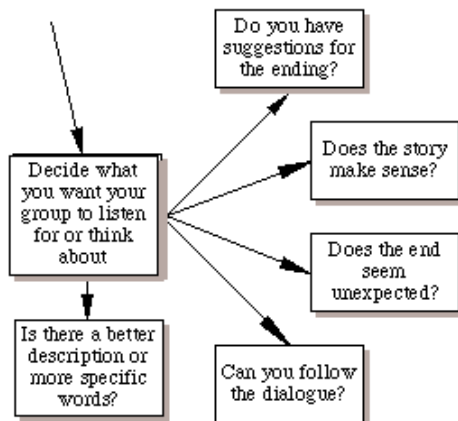 Do you have
suggestions for
the ending?
Does the story
make sense?
Decide what
you want your
group to listen
for or think
about
Does the end
seem
unexpected?
Is there a better
description or
more specific
words?
Can you follow
the dialogue?